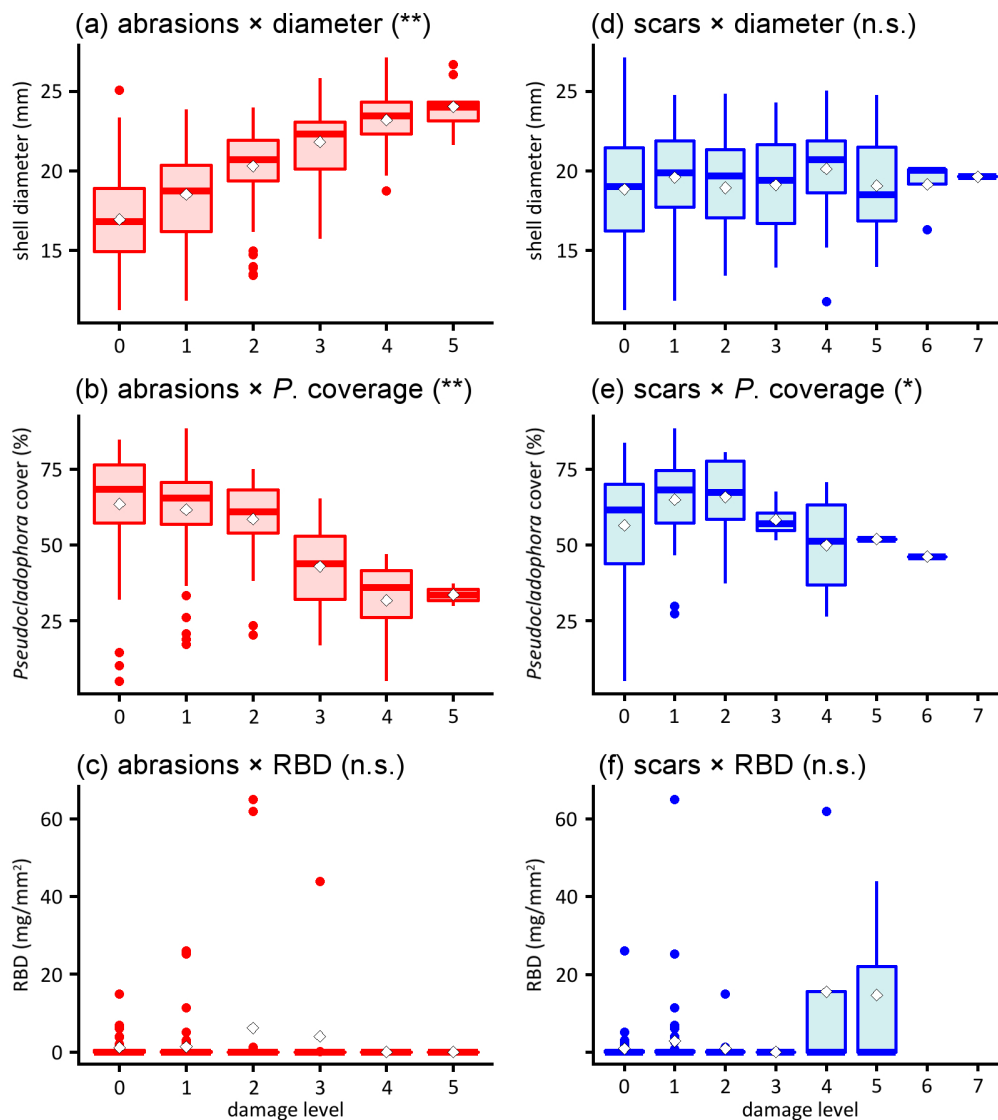 (a) abrasions × diameter (**)
shell diameter (mm)
25
20
15
0 1 2 3 4 5
(b) abrasions × P. coverage (**)
Pseudocladophora cover (%)
75
50
25
0 1 2 3 4 5
(c) abrasions × RBD (n.s.)
RBD (mg/mm²)
60
40
20
0
0 1 2 3 4 5
damage level
(d) scars × diameter (n.s.)
shell diameter (mm)
25
20
15
0 1 2 3 4 5 6 7
(e) scars × P. coverage (*)
Pseudocladophora cover (%)
75
50
25
0 1 2 3 4 5 6 7
(f) scars × RBD (n.s.)
RBD (mg/mm²)
60
40
20
0
0 1 2 3 4 5 6 7
damage level